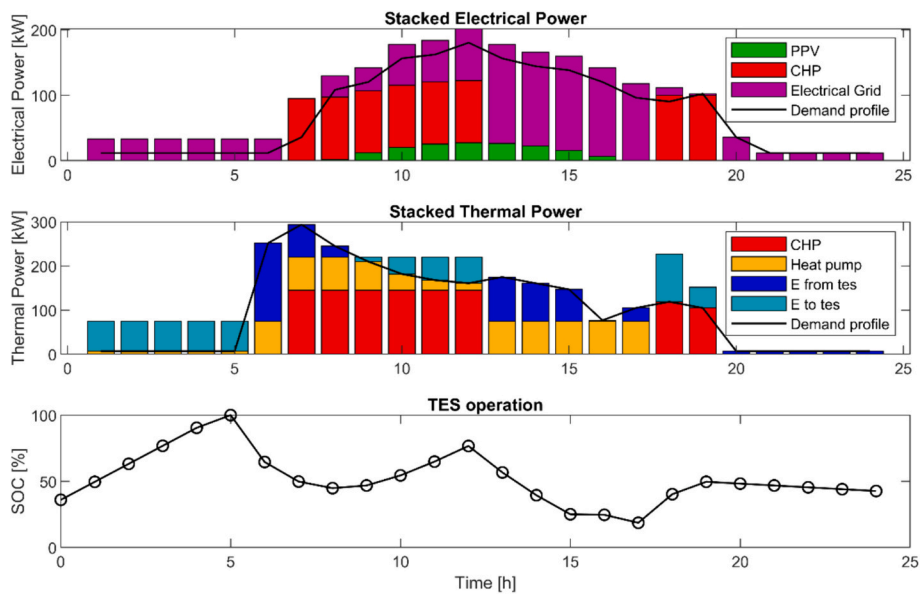 Stacked Electrical Power
Electrical Power [kW]
200
100
0
0 5 10 15 20 25
PPV
CHP
Electrical Grid
Demand profile
Stacked Thermal Power
Thermal Power [kW]
300
200
100
0
0 5 10 15 20 25
CHP
Heat pump
E from tes
E to tes
Demand profile
TES operation
SOC [%]
100
50
0
0 5 10 15 20 25
Time [h]